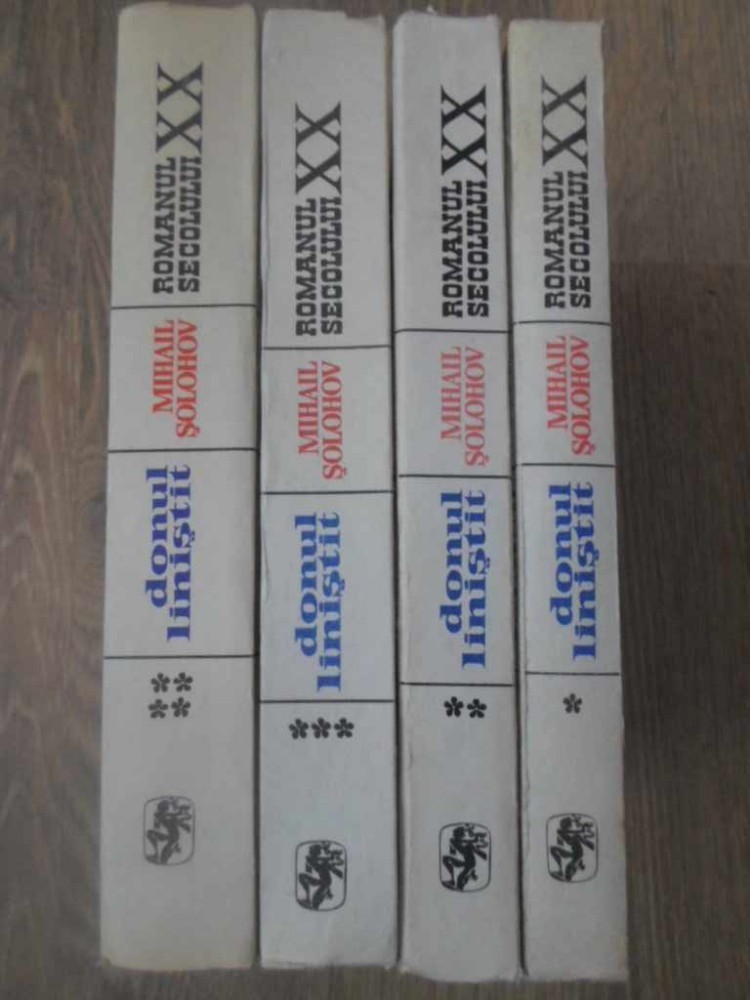 ROMANUL
SECOLULUI XX
MIHAIL
ŞOLOHOV
donul
liniştit
****
ROMANUL
SECOLULUI XX
MIHAIL
ŞOLOHOV
donul
liniştit
***
ROMANUL
SECOLULUI XX
MIHAIL
ŞOLOHOV
donul
liniştit
**
ROMANUL
SECOLULUI XX
MIHAIL
ŞOLOHOV
donul
liniştit
*